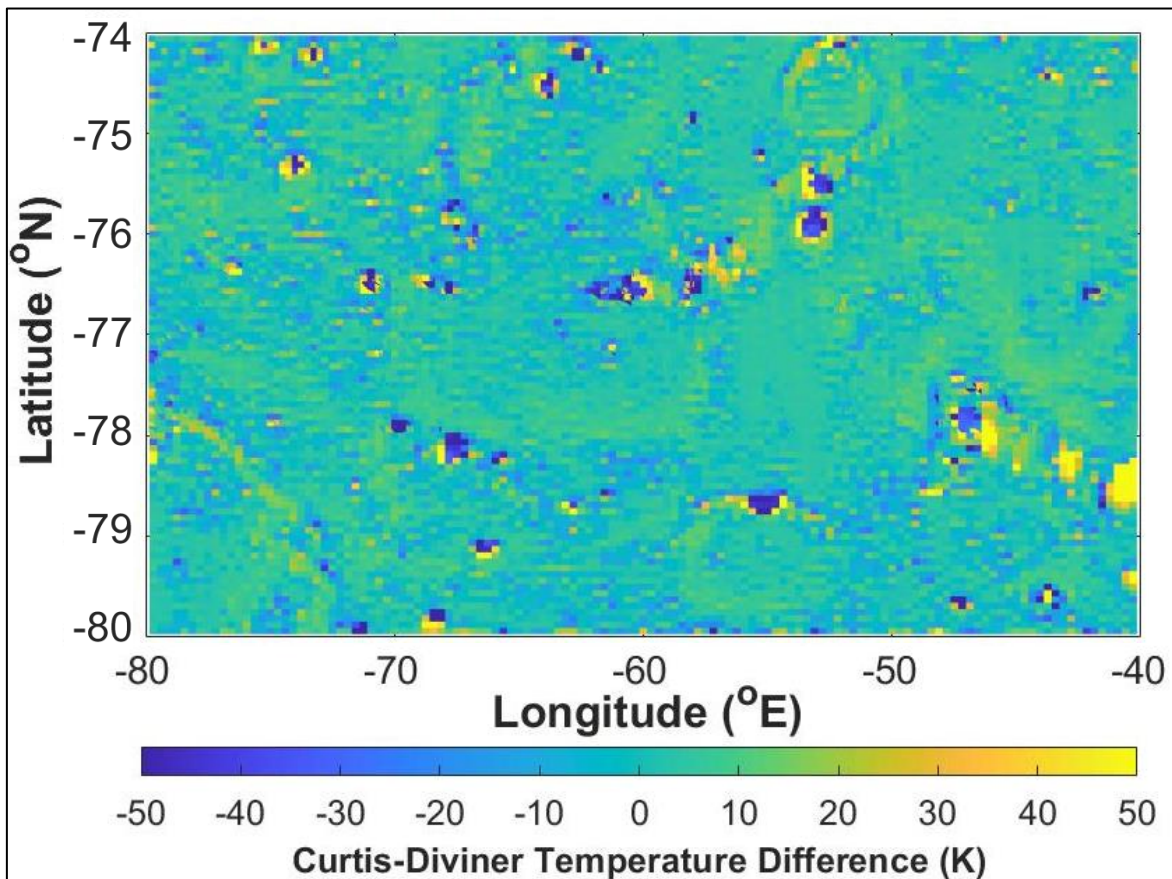 -74
-75
-76
-77
-78
-79
-80
Latitude (°N)
-80 -70 -60 -50 -40
Longitude (°E)
-50 -40 -30 -20 -10 0 10 20 30 40 50
Curtis-Diviner Temperature Difference (K)